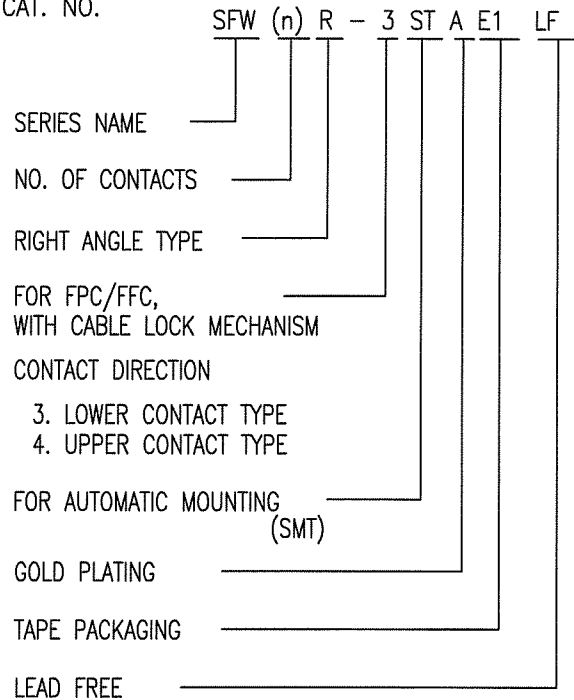 CAT. NO.
SFW (n) R - 3 ST A E1 LF
SERIES NAME
NO. OF CONTACTS
RIGHT ANGLE TYPE
FOR FPC/FFC,
WITH CABLE LOCK MECHANISM
CONTACT DIRECTION
3. LOWER CONTACT TYPE
4. UPPER CONTACT TYPE
FOR AUTOMATIC MOUNTING
(SMT)
GOLD PLATING
TAPE PACKAGING
LEAD FREE